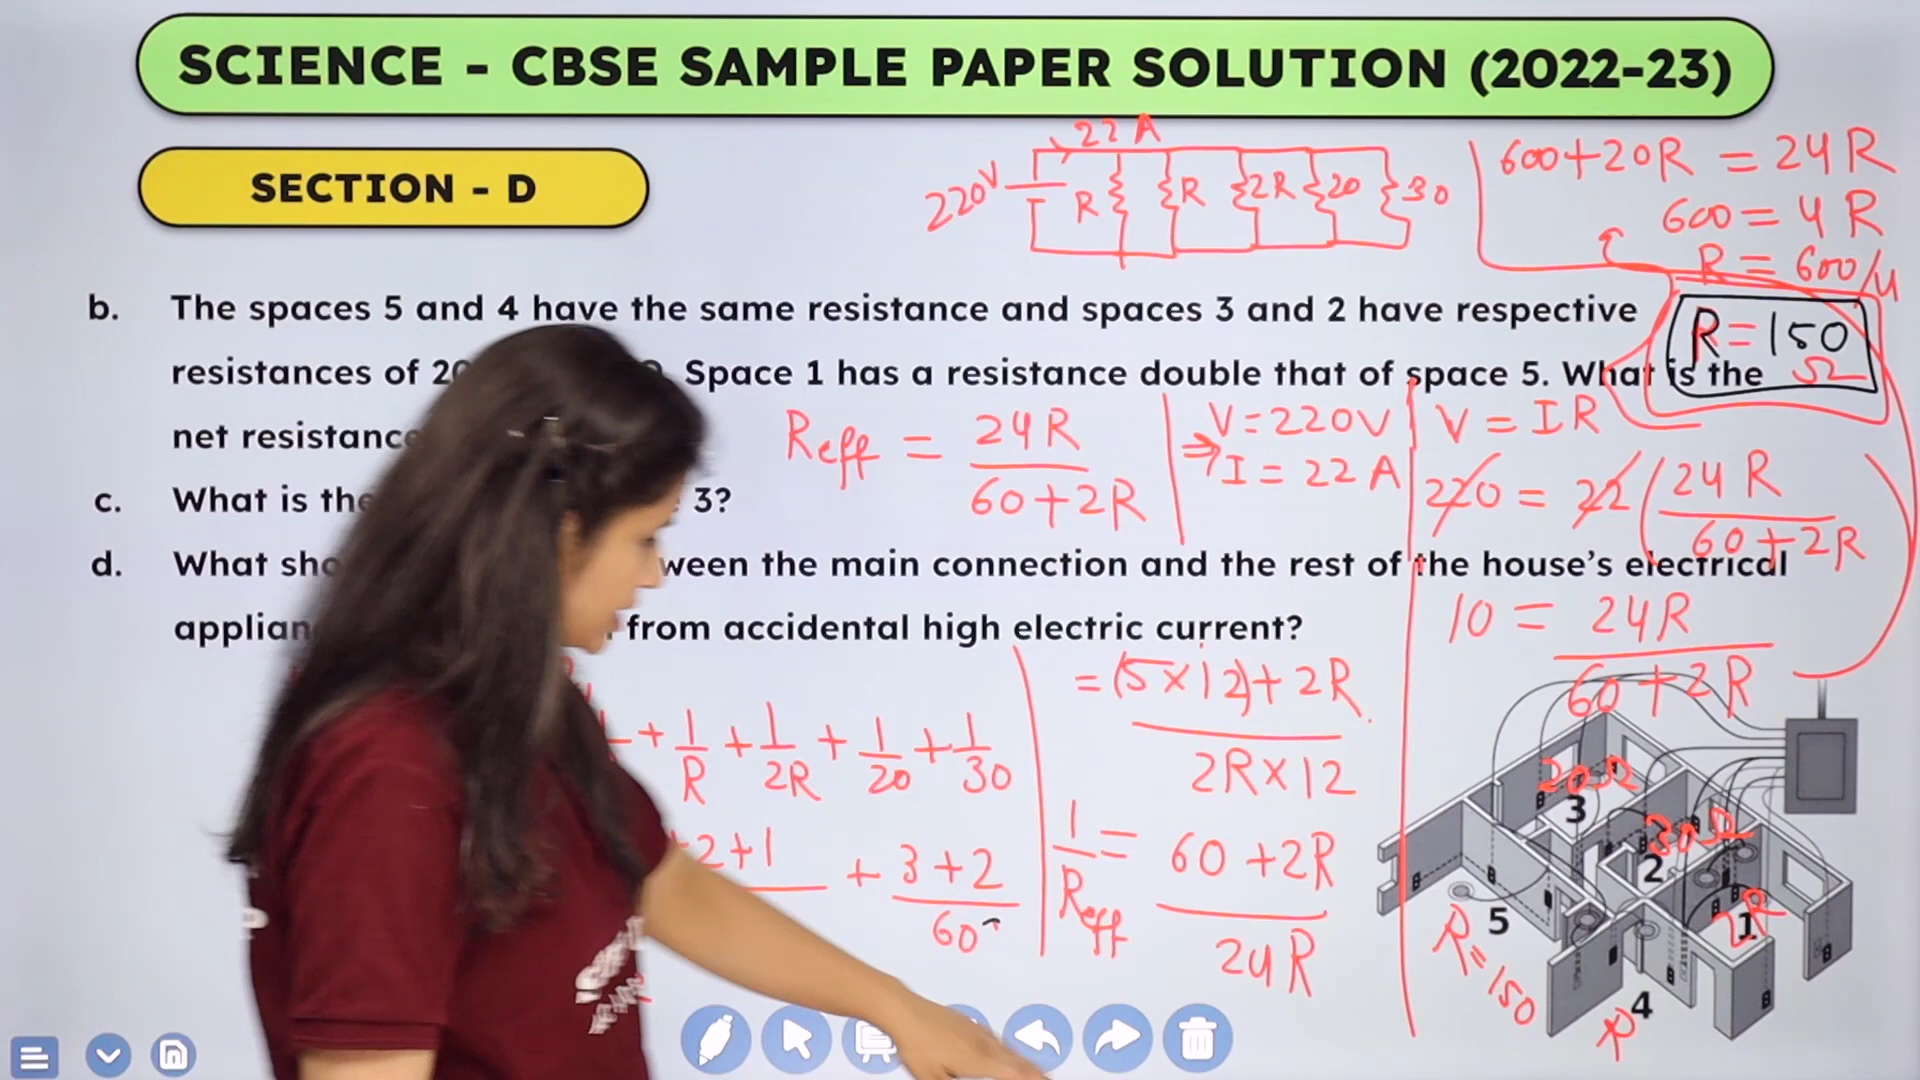 SCIENCE - CBSE SAMPLE PAPER SOLUTION (2022-23)
SECTION - D
22 A
220V
R
R
2R
20
30
600+20R = 24R
600 = 4R
R = 600/4
R = 150 Ω
b. The spaces 5 and 4 have the same resistance and spaces 3 and 2 have respective
resistances of 20 Space 1 has a resistance double that of space 5. What is the
net resistance
c. What is the 3?
d. What between the main connection and the rest of the house's electrical
from accidental high electric current?
Reff = 24R / 60+2R
V = 220V
I = 22 A
V = IR
220 = 22 (24R / 60+2R)
10 = 24R / 60+2R
+ 1/R + 1/2R + 1/20 + 1/30
+2+1 + 3+2 / 60
= (5×12)+2R / 2R×12
1/Reff = 60+2R / 24R
20Ω
3
30Ω
2
2R
1
5
R=150
4
R